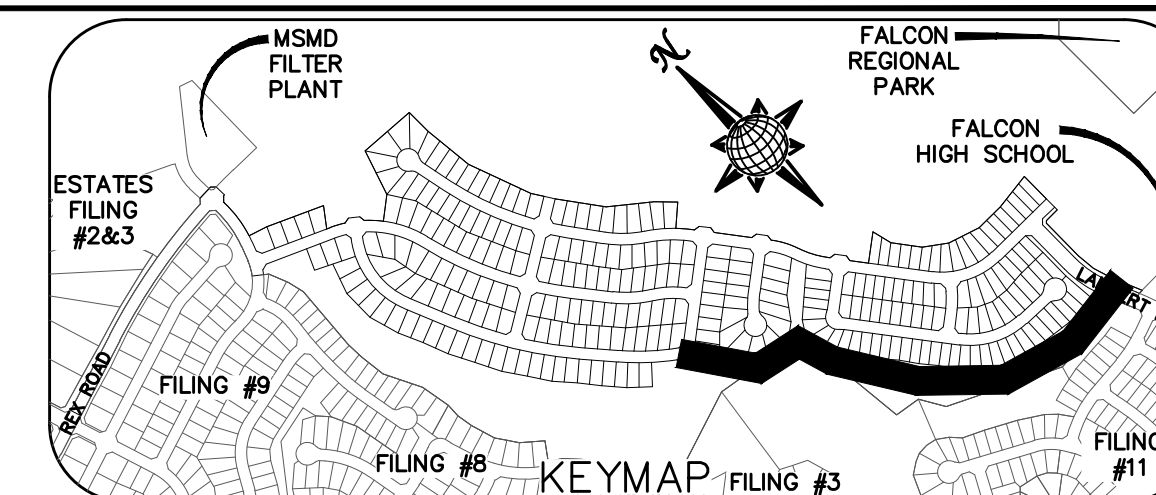 MSMD
FILTER
PLANT
N
FALCON
REGIONAL
PARK
FALCON
HIGH SCHOOL
ESTATES
FILING
#2&3
REX ROAD
FILING #9
FILING #8
KEYMAP
FILING #3
#11